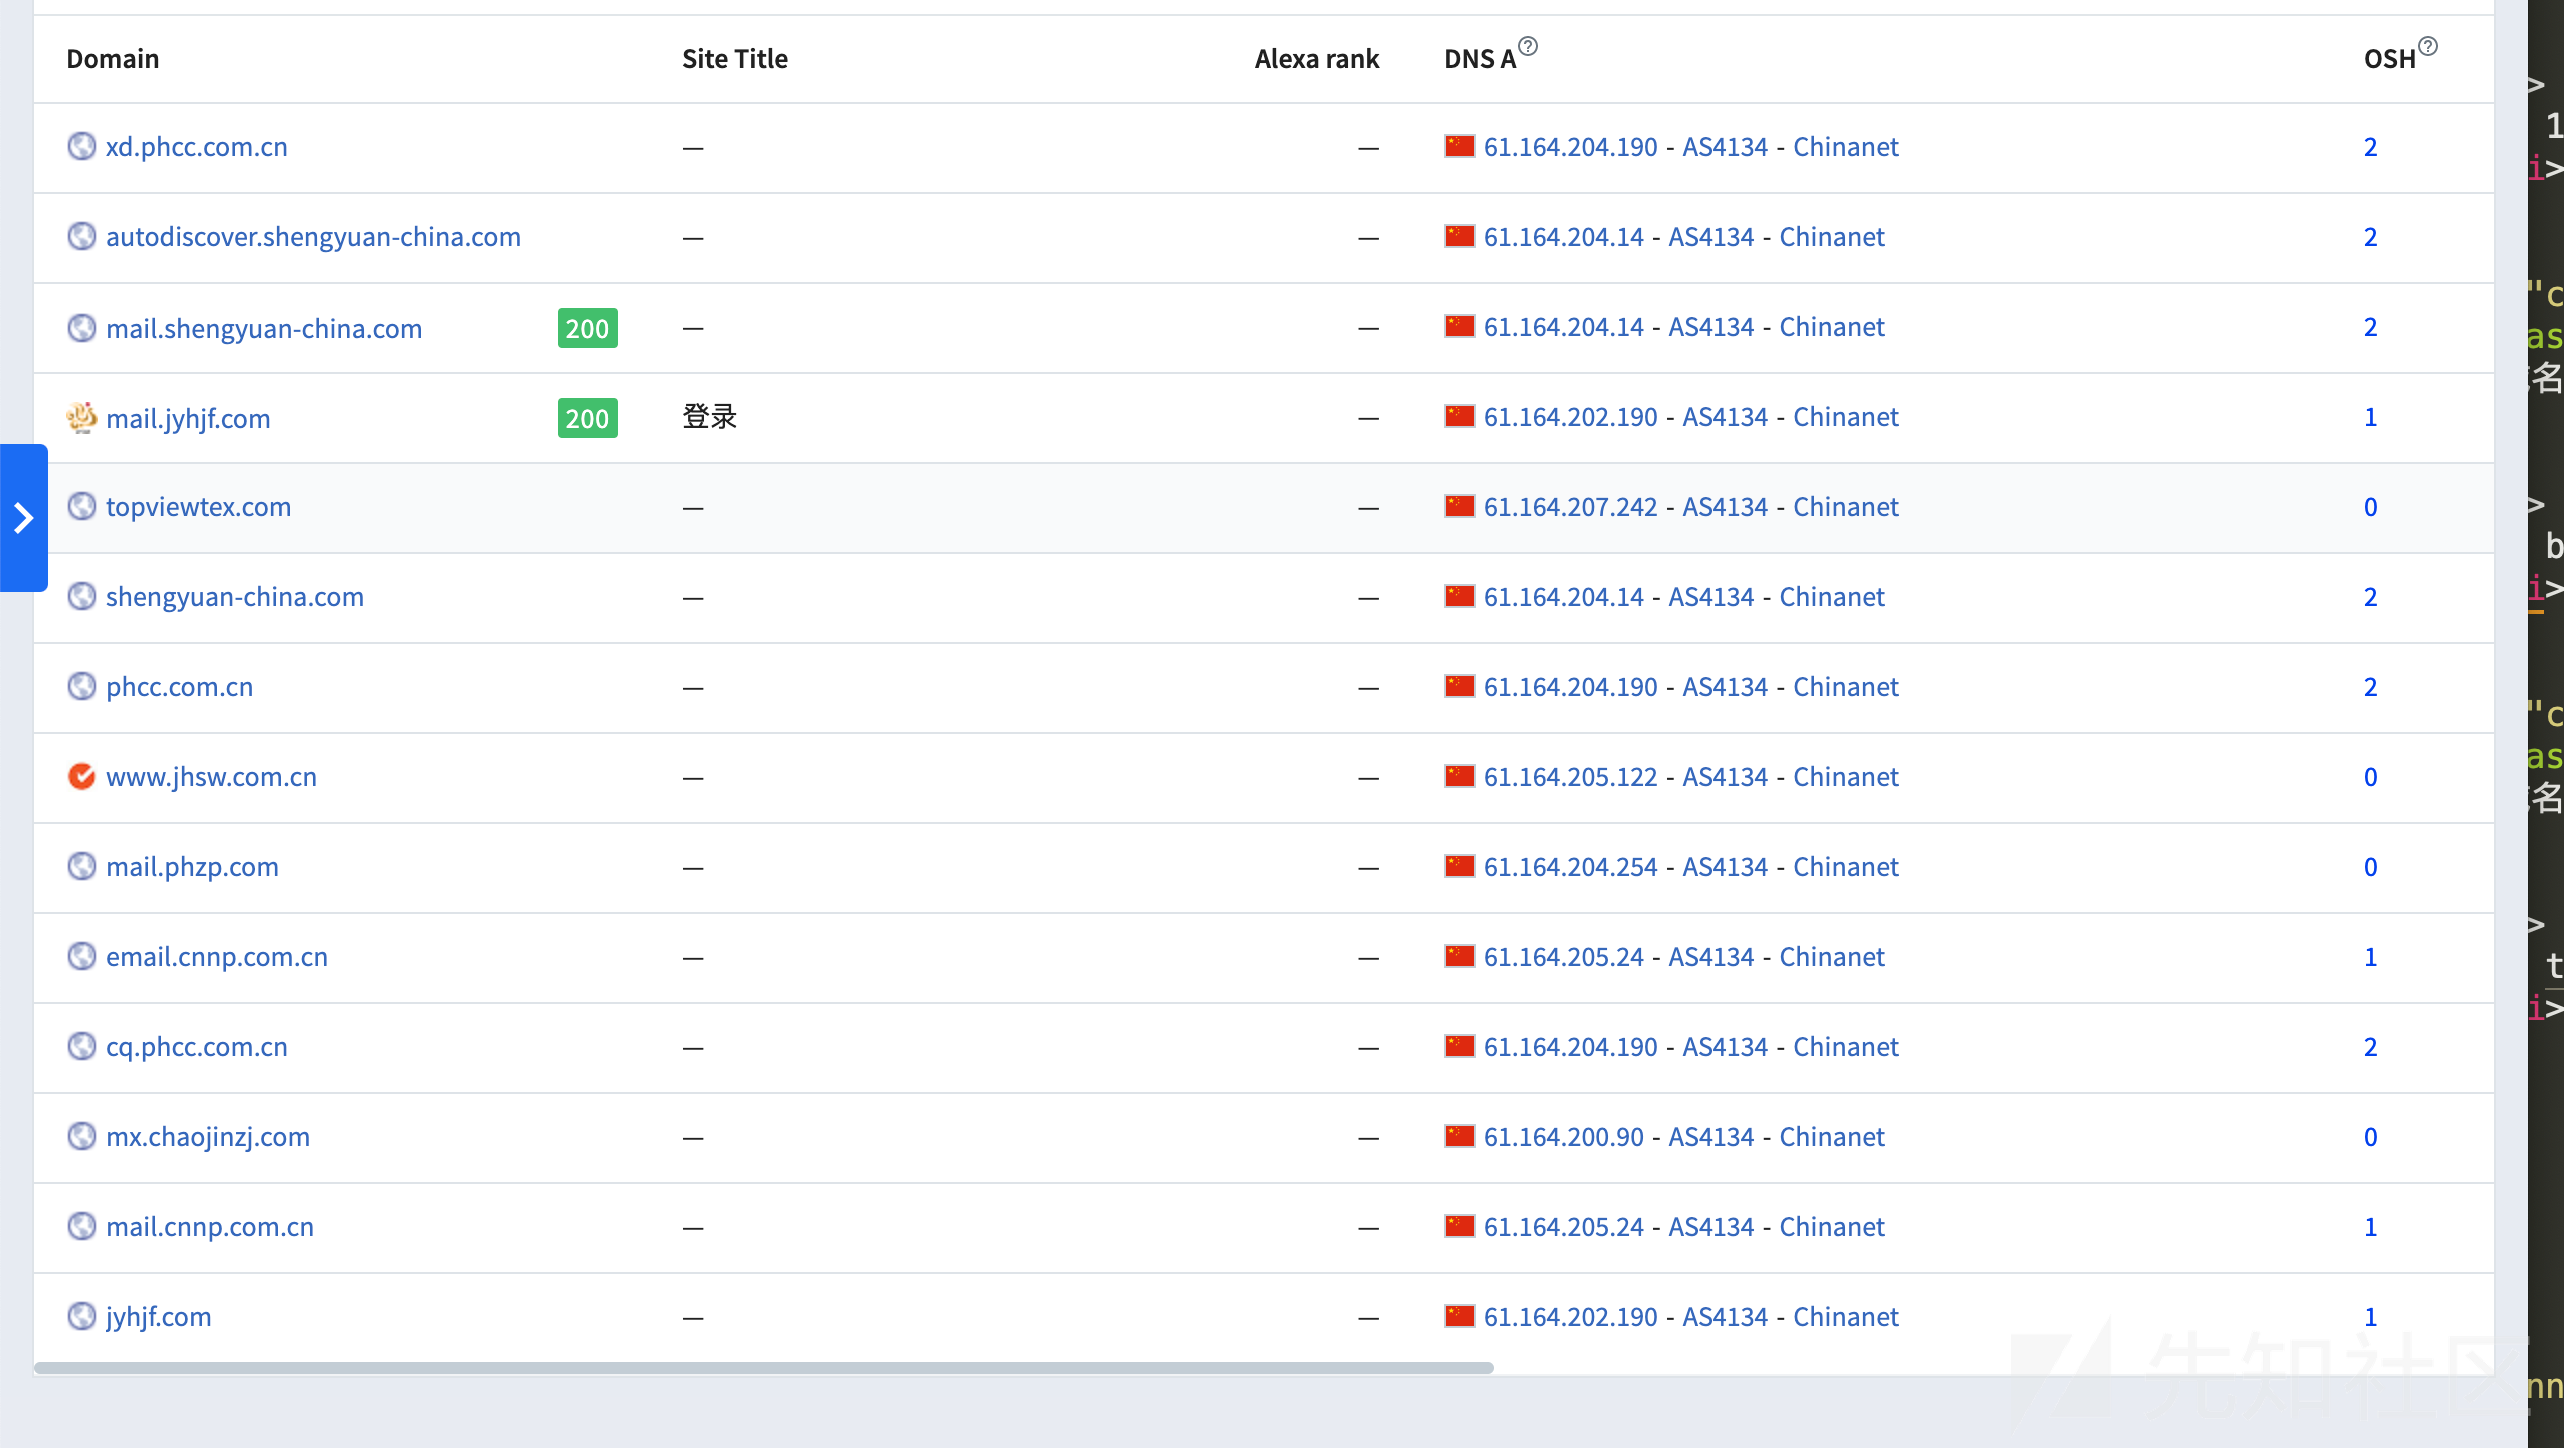 Domain Site Title Alexa rank DNS A OSH
xd.phcc.com.cn — — 61.164.204.190 - AS4134 - Chinanet 2
autodiscover.shengyuan-china.com — — 61.164.204.14 - AS4134 - Chinanet 2
mail.shengyuan-china.com 200 — — 61.164.204.14 - AS4134 - Chinanet 2
mail.jyhjf.com 200 登录 — 61.164.202.190 - AS4134 - Chinanet 1
topviewtex.com — — 61.164.207.242 - AS4134 - Chinanet 0
shengyuan-china.com — — 61.164.204.14 - AS4134 - Chinanet 2
phcc.com.cn — — 61.164.204.190 - AS4134 - Chinanet 2
www.jhsw.com.cn — — 61.164.205.122 - AS4134 - Chinanet 0
mail.phzp.com — — 61.164.204.254 - AS4134 - Chinanet 0
email.cnnp.com.cn — — 61.164.205.24 - AS4134 - Chinanet 1
cq.phcc.com.cn — — 61.164.204.190 - AS4134 - Chinanet 2
mx.chaojinzj.com — — 61.164.200.90 - AS4134 - Chinanet 0
mail.cnnp.com.cn — — 61.164.205.24 - AS4134 - Chinanet 1
jyhjf.com — — 61.164.202.190 - AS4134 - Chinanet 1
先知社区